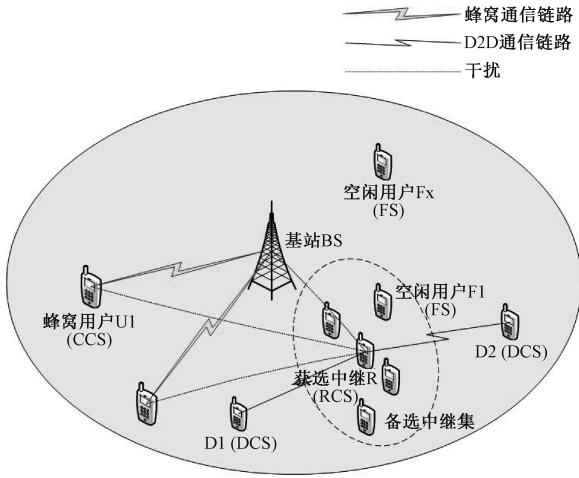 蜂窝通信链路
D2D通信链路
干扰
空闲用户Fx
(FS)
基站BS
空闲用户F1
(FS)
蜂窝用户U1
(CCS)
D2 (DCS)
获选中继R
(RCS)
备选中继集
D1 (DCS)